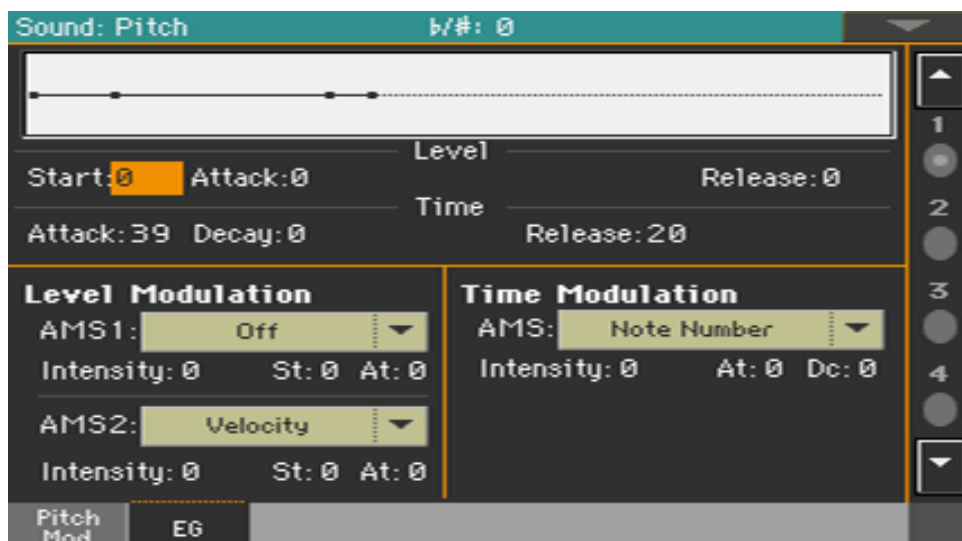 Sound: Pitch ♭/#: 0
Level
Start:0 Attack:0 Release:0
Time
Attack:39 Decay:0 Release:20
Level Modulation
AMS1: Off
Intensity:0 St:0 At:0
AMS2: Velocity
Intensity:0 St:0 At:0
Time Modulation
AMS: Note Number
Intensity:0 At:0 Dc:0
1
2
3
4
Pitch
Mod
EG